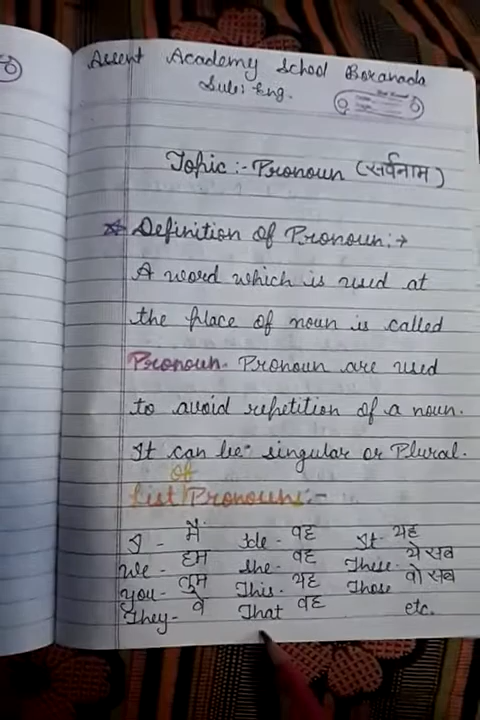 Assent Academy School Boranada
Sub: Eng.
Topic :- Pronoun (सर्वनाम)
Definition of Pronoun:→
A word which is used at
the place of noun is called
Pronoun. Pronoun are used
to avoid repetition of a noun.
It can be singular or Plural.
List of Pronouns:-
I - मैं He - वह It - यह
We - हम She - वह These - ये सब
You - तुम This - यह Those वो सब
They - वे That वह etc.